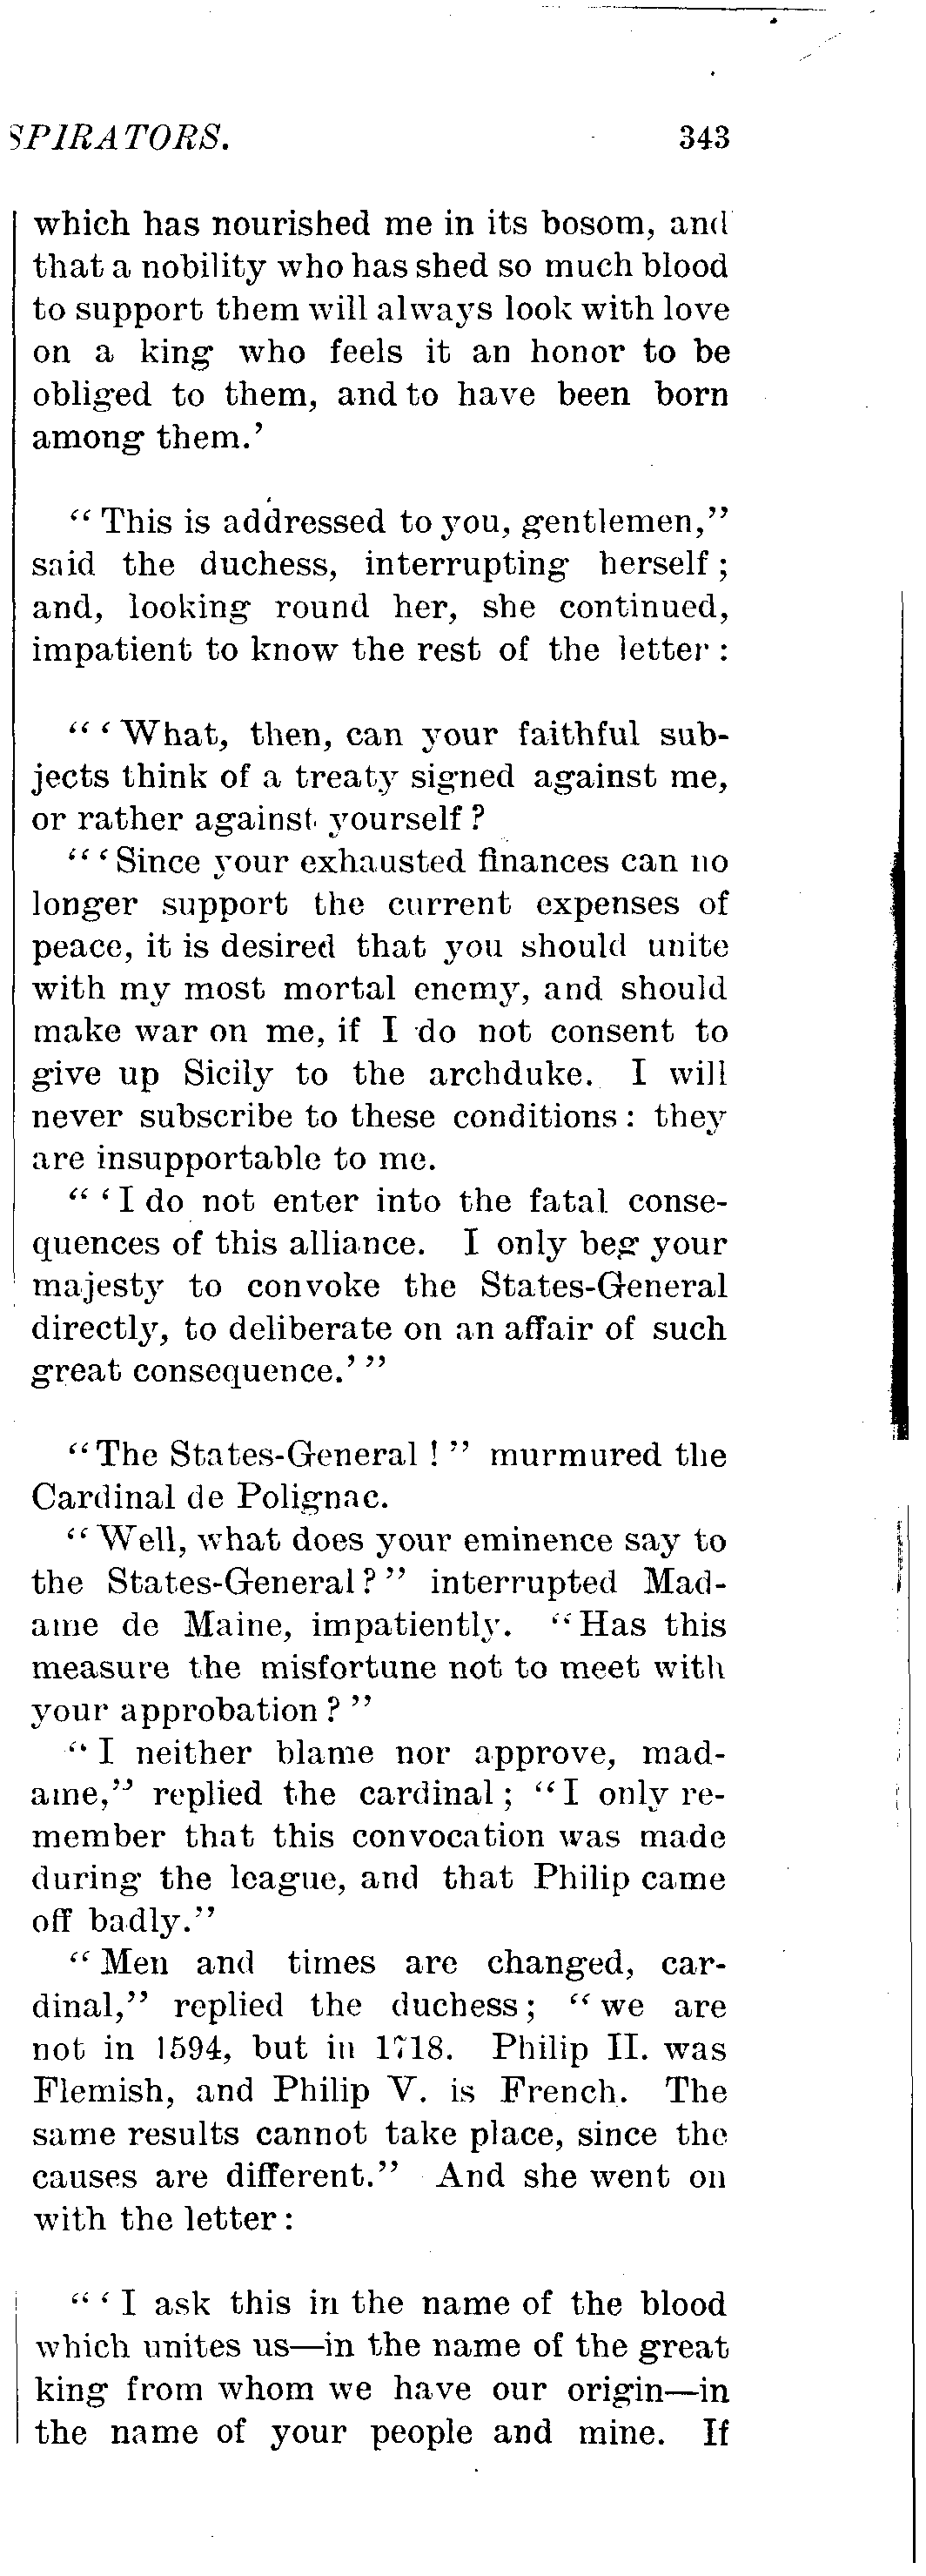 SPIRATORS. 343
which has nourished me in its bosom, and
that a nobility who has shed so much blood
to support them will always look with love
on a king who feels it an honor to be
obliged to them, and to have been born
among them.’
“ This is addressed to you, gentlemen,”
said the duchess, interrupting herself ;
and, looking round her, she continued,
impatient to know the rest of the letter :
“ ‘ What, then, can your faithful sub-
jects think of a treaty signed against me,
or rather against yourself ?
“ ‘ Since your exhausted finances can no
longer support the current expenses of
peace, it is desired that you should unite
with my most mortal enemy, and should
make war on me, if I do not consent to
give up Sicily to the archduke. I will
never subscribe to these conditions : they
are insupportable to me.
“ ‘ I do not enter into the fatal conse-
quences of this alliance. I only beg your
majesty to convoke the States-General
directly, to deliberate on an affair of such
great consequence.’ ”
“ The States-General ! ” murmured the
Cardinal de Polignac.
“ Well, what does your eminence say to
the States-General ? ” interrupted Mad-
ame de Maine, impatiently. “ Has this
measure the misfortune not to meet with
your approbation ? ”
“ I neither blame nor approve, mad-
ame,” replied the cardinal ; “ I only re-
member that this convocation was made
during the league, and that Philip came
off badly.”
“ Men and times are changed, car-
dinal,” replied the duchess ; “ we are
not in 1594, but in 1718. Philip II. was
Flemish, and Philip V. is French. The
same results cannot take place, since the
causes are different.” And she went on
with the letter :
“ ‘ I ask this in the name of the blood
which unites us—in the name of the great
king from whom we have our origin—in
the name of your people and mine. If